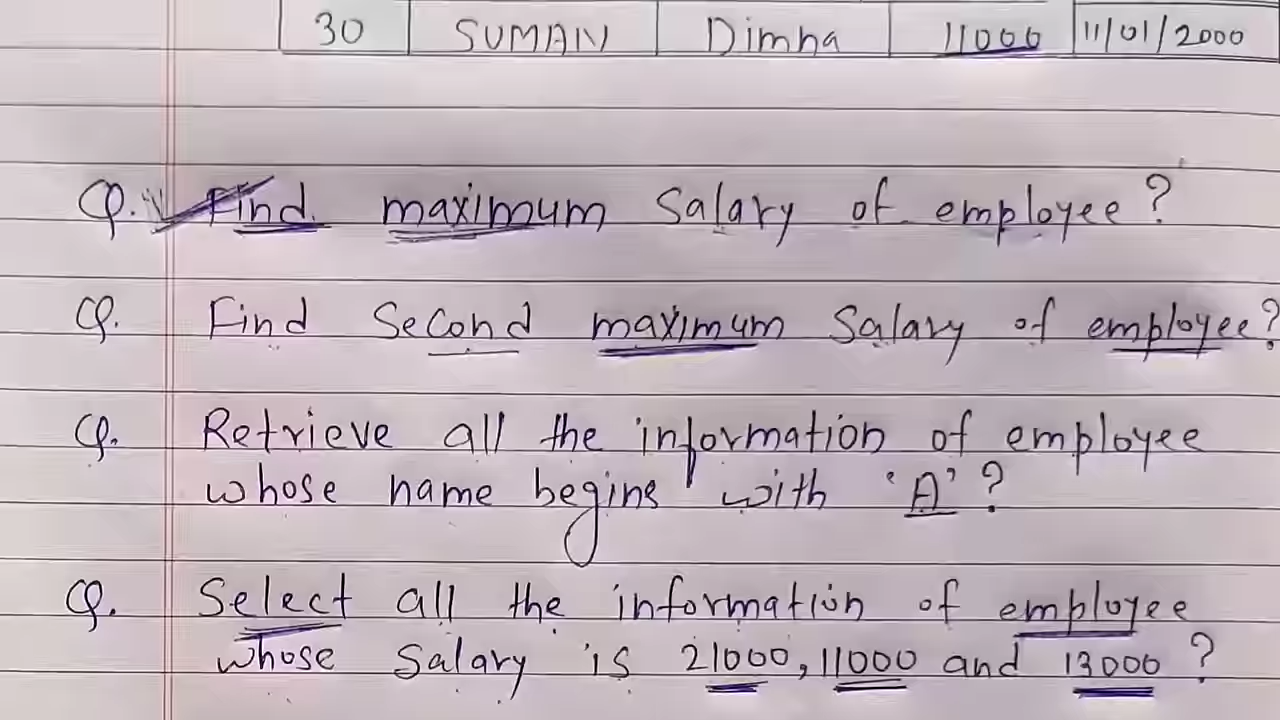 30 SUMAN Dimna 11000 11/01/2000
Q. Find maximum Salary of employee?
Q. Find Second maximum Salary of employee?
Q. Retrieve all the information of employee
whose name begins with 'A'?
Q. Select all the information of employee
whose Salary is 21000, 11000 and 13000 ?